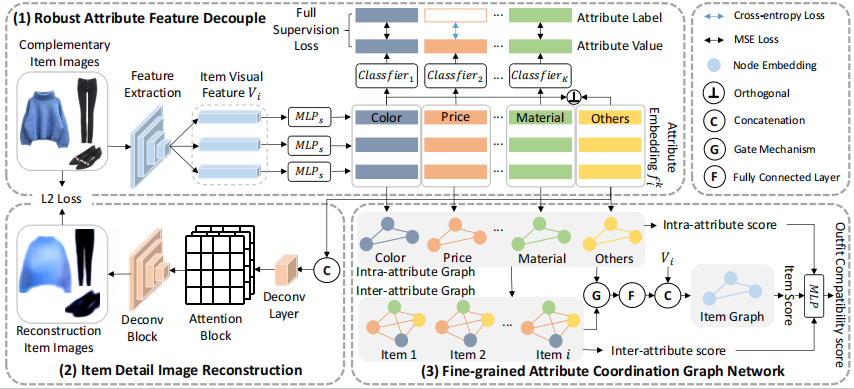 (1) Robust Attribute Feature Decouple
Complementary
Item Images
Feature
Extraction
Item Visual
Feature V_i
MLP_s
MLP_s
MLP_s
Full
Supervision
Loss
Attribute Label
Attribute Value
Classfier_1
Classfier_2
...
Classfier_K
Color
Price
...
Material
Others
Attribute
Embedding f_i^k
Cross-entropy Loss
MSE Loss
Node Embedding
Orthogonal
C Concatenation
G Gate Mechanism
F Fully Connected Layer
L2 Loss
Reconstruction
Item Images
Deconv
Block
Attention
Block
Deconv
Layer
C
(2) Item Detail Image Reconstruction
Color
Price
...
Material
Others
Intra-attribute Graph
Inter-attribute Graph
Item 1
Item 2
...
Item i
Intra-attribute score
V_i
G
F
C
Item Graph
Item Score
MLP
Outfit Compatibility score
Inter-attribute score
(3) Fine-grained Attribute Coordination Graph Network